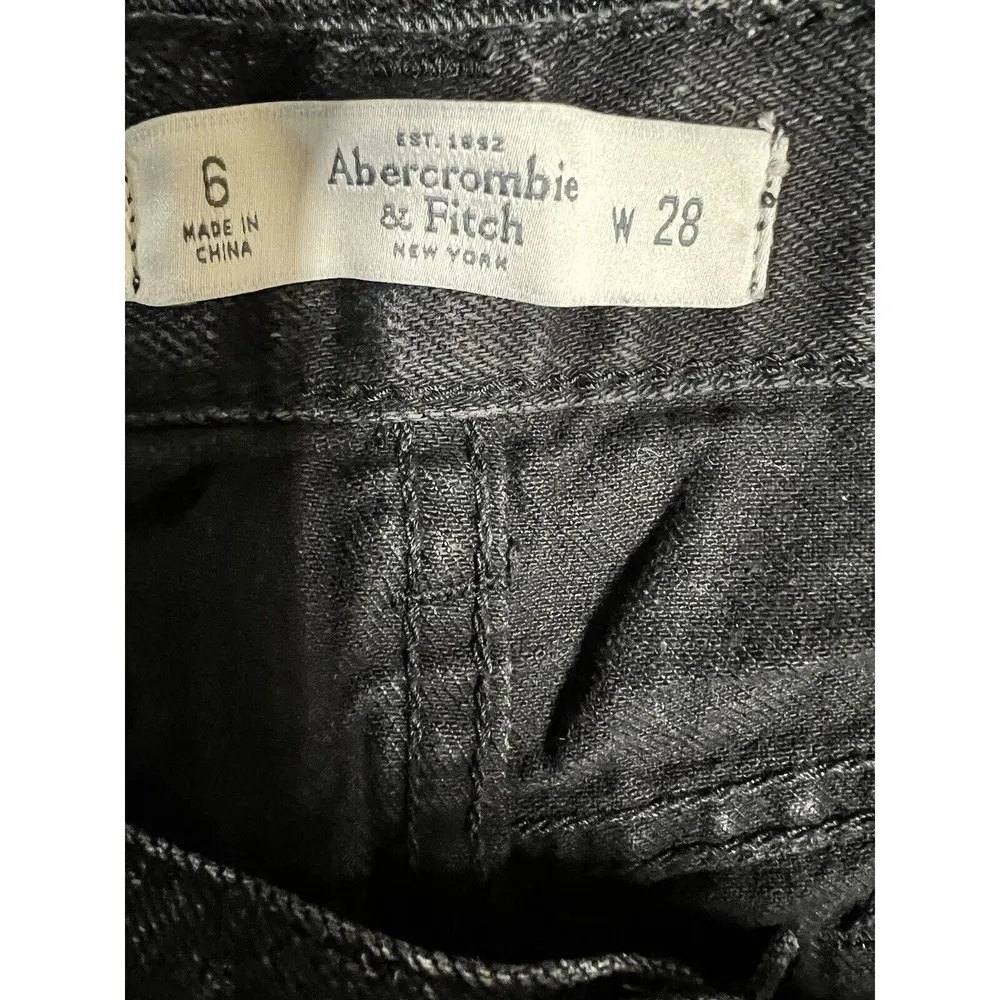 6
MADE IN
CHINA
EST. 1892
Abercrombie
& Fitch
NEW YORK
W 28